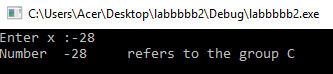 C:\Users\Acer\Desktop\labbbbb2\Debug\labbbbb2.exe
Enter x :-28
Number  -28     refers to the group C